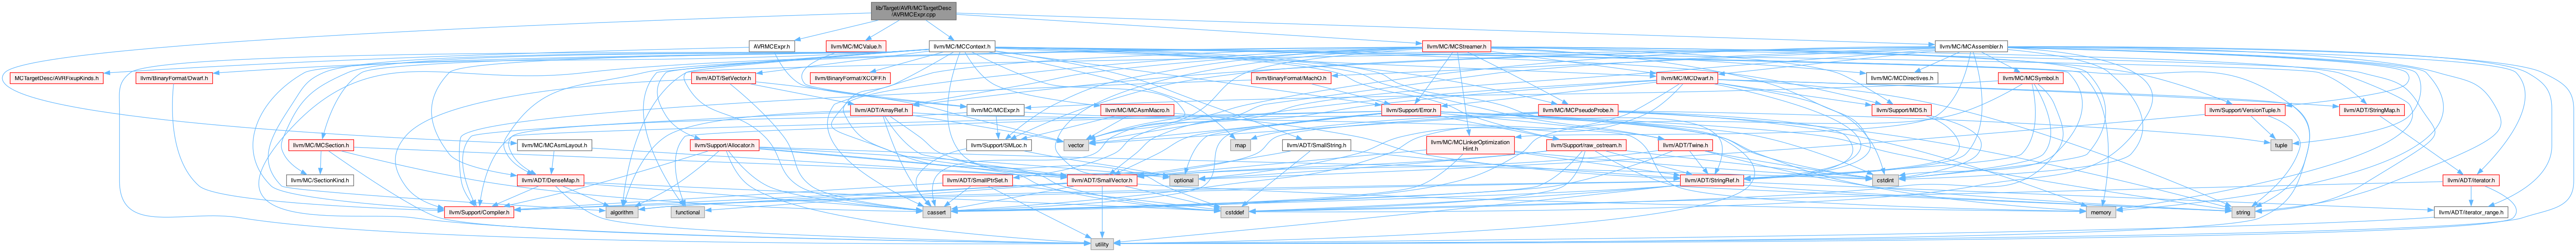 lib/Target/AVR/MCTargetDesc
/AVRMCExpr.cpp
AVRMCExpr.h
llvm/MC/MCValue.h
llvm/MC/MCContext.h
llvm/MC/MCStreamer.h
llvm/MC/MCAssembler.h
MCTargetDesc/AVRFixupKinds.h
llvm/BinaryFormat/Dwarf.h
llvm/ADT/SetVector.h
llvm/BinaryFormat/XCOFF.h
llvm/BinaryFormat/MachO.h
llvm/MC/MCDwarf.h
llvm/MC/MCDirectives.h
llvm/MC/MCSymbol.h
llvm/ADT/ArrayRef.h
llvm/MC/MCExpr.h
llvm/MC/MCAsmMacro.h
llvm/Support/Error.h
llvm/MC/MCPseudoProbe.h
llvm/Support/MD5.h
llvm/Support/VersionTuple.h
llvm/ADT/StringMap.h
llvm/MC/MCSection.h
llvm/MC/MCAsmLayout.h
llvm/Support/Allocator.h
llvm/Support/SMLoc.h
vector
map
llvm/ADT/SmallString.h
llvm/MC/MCLinkerOptimization
Hint.h
llvm/Support/raw_ostream.h
llvm/ADT/Twine.h
tuple
llvm/MC/SectionKind.h
llvm/ADT/DenseMap.h
llvm/ADT/SmallPtrSet.h
llvm/ADT/SmallVector.h
optional
llvm/ADT/StringRef.h
cstdint
llvm/ADT/iterator.h
llvm/Support/Compiler.h
algorithm
functional
cassert
cstddef
memory
string
llvm/ADT/iterator_range.h
utility